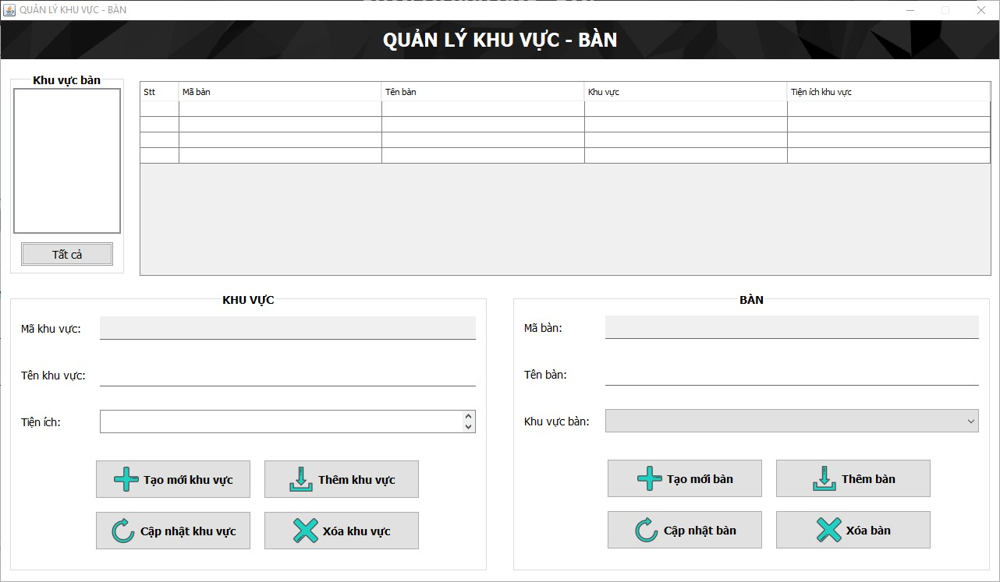 QUẢN LÝ KHU VỰC - BÀN
QUẢN LÝ KHU VỰC - BÀN
Khu vực bàn
Stt Mã bàn Tên bàn Khu vực Tiện ích khu vực
Tất cả
KHU VỰC
Mã khu vực:
Tên khu vực:
Tiện ích:
Tạo mới khu vực Thêm khu vực
Cập nhật khu vực Xóa khu vực
BÀN
Mã bàn:
Tên bàn:
Khu vực bàn:
Tạo mới bàn Thêm bàn
Cập nhật bàn Xóa bàn